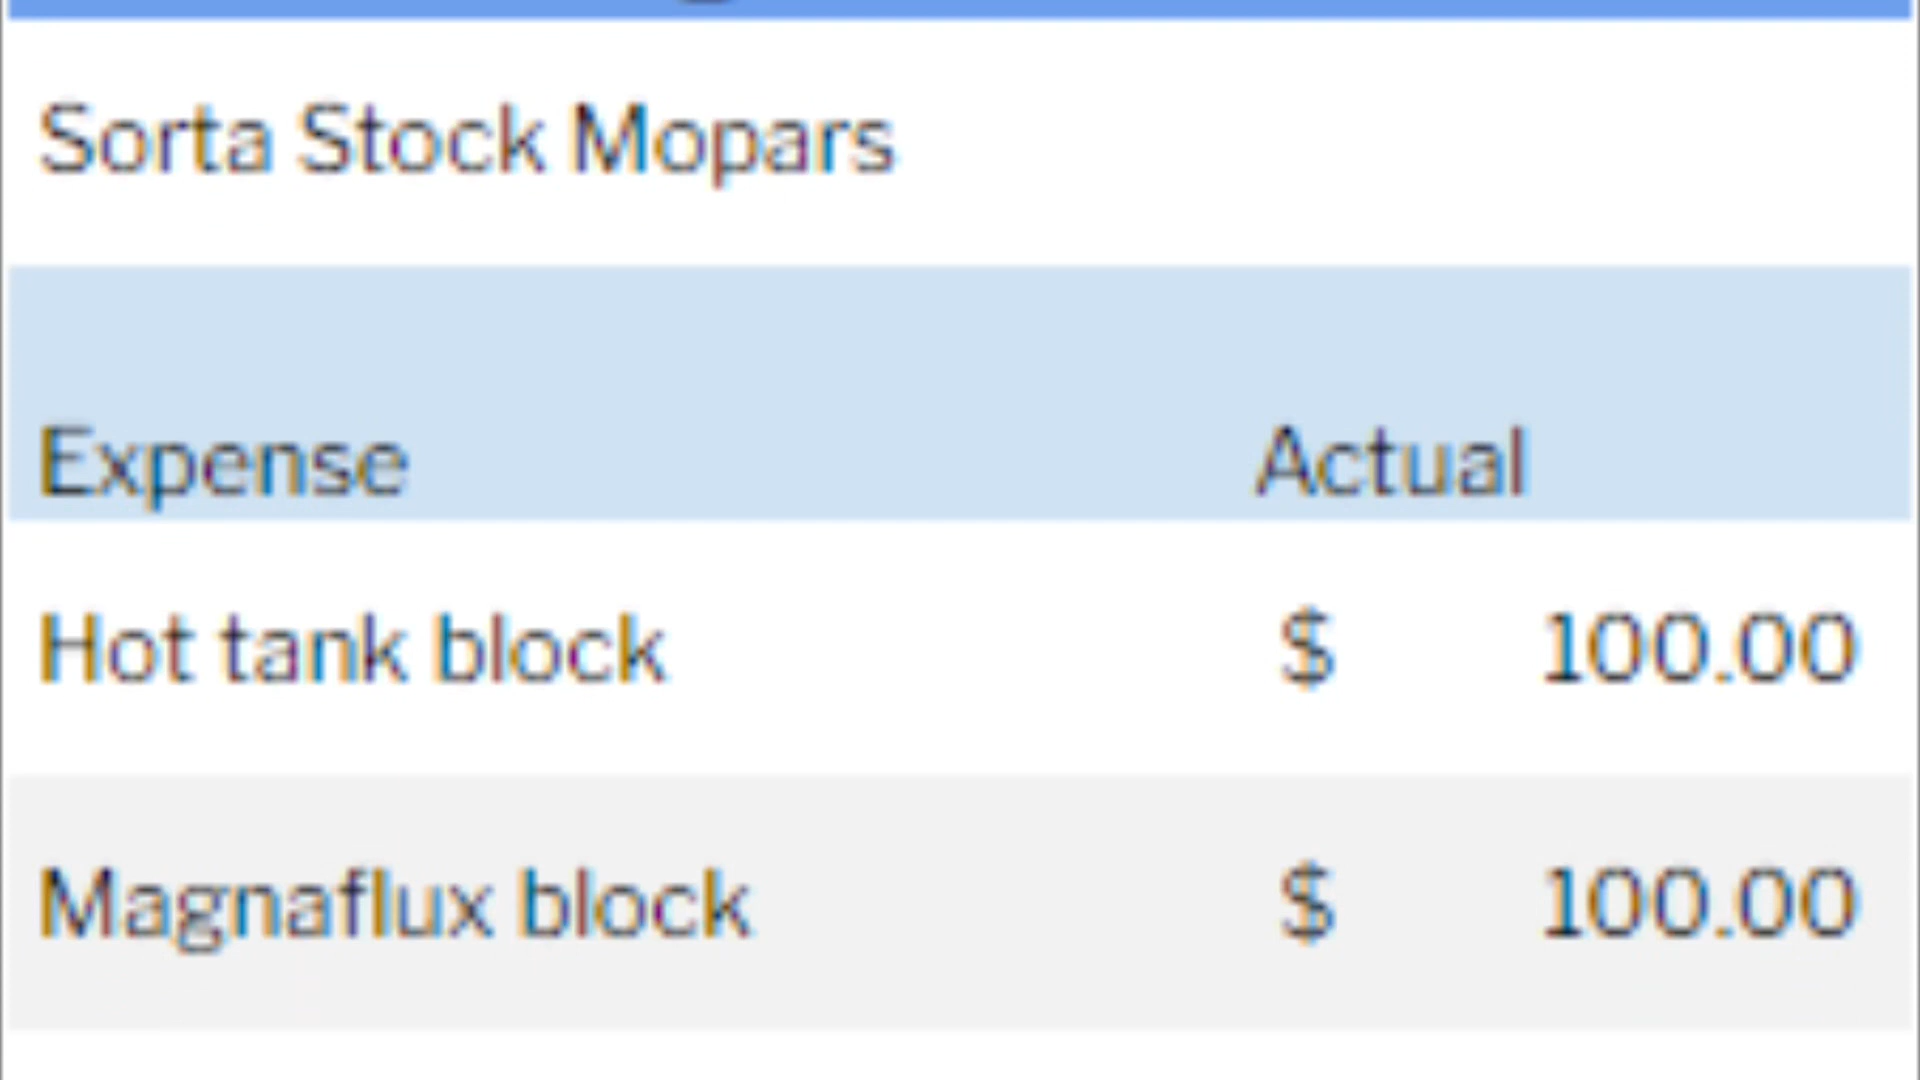 Sorta Stock Mopars
Expense Actual
Hot tank block $ 100.00
Magnaflux block $ 100.00